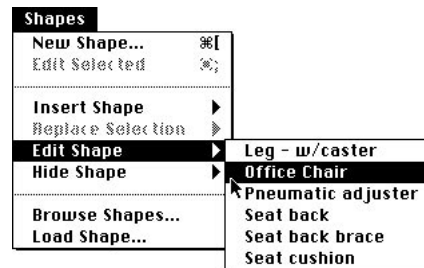 Shapes
New Shape... ⌘[
Edit Selected ⌘;
Insert Shape
Replace Selection
Edit Shape
Hide Shape
Browse Shapes...
Load Shape...
Leg - w/caster
Office Chair
Pneumatic adjuster
Seat back
Seat back brace
Seat cushion